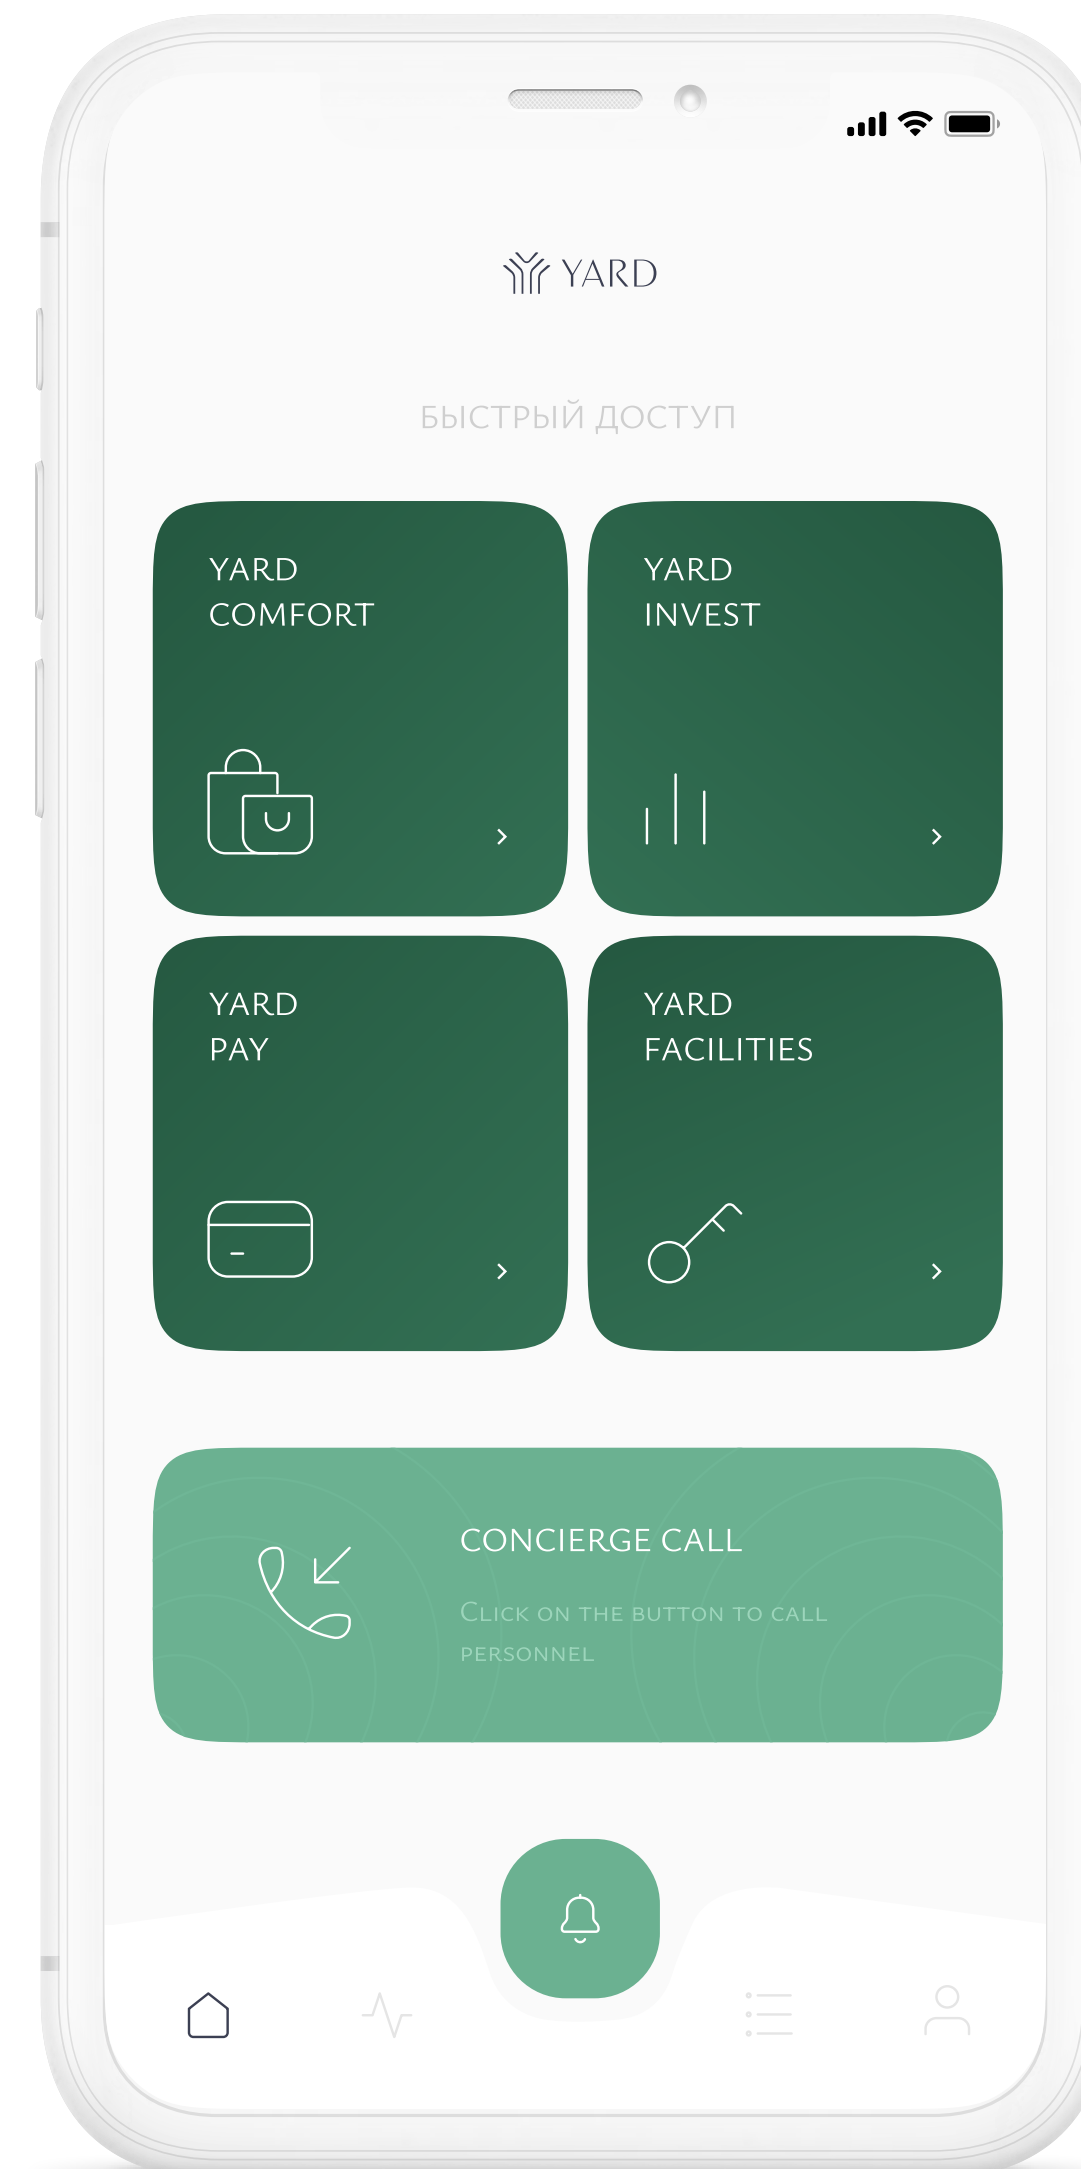 YARD
БЫСТРЫЙ ДОСТУП
YARD
COMFORT
YARD
INVEST
YARD
PAY
YARD
FACILITIES
CONCIERGE CALL
Click on the button to call
personnel